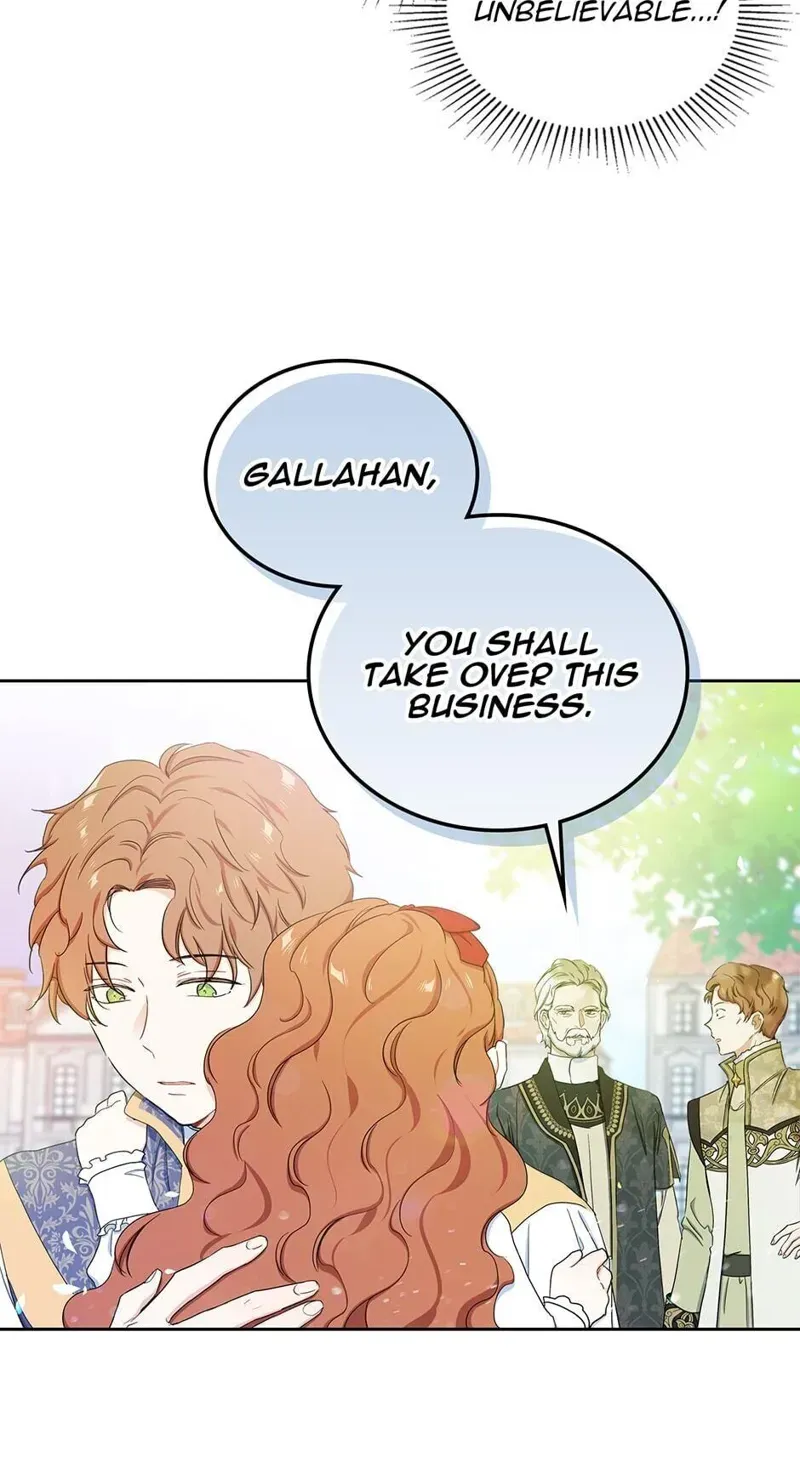 UNBELIEVABLE...!
GALLAHAN,
YOU SHALL
TAKE OVER THIS
BUSINESS.